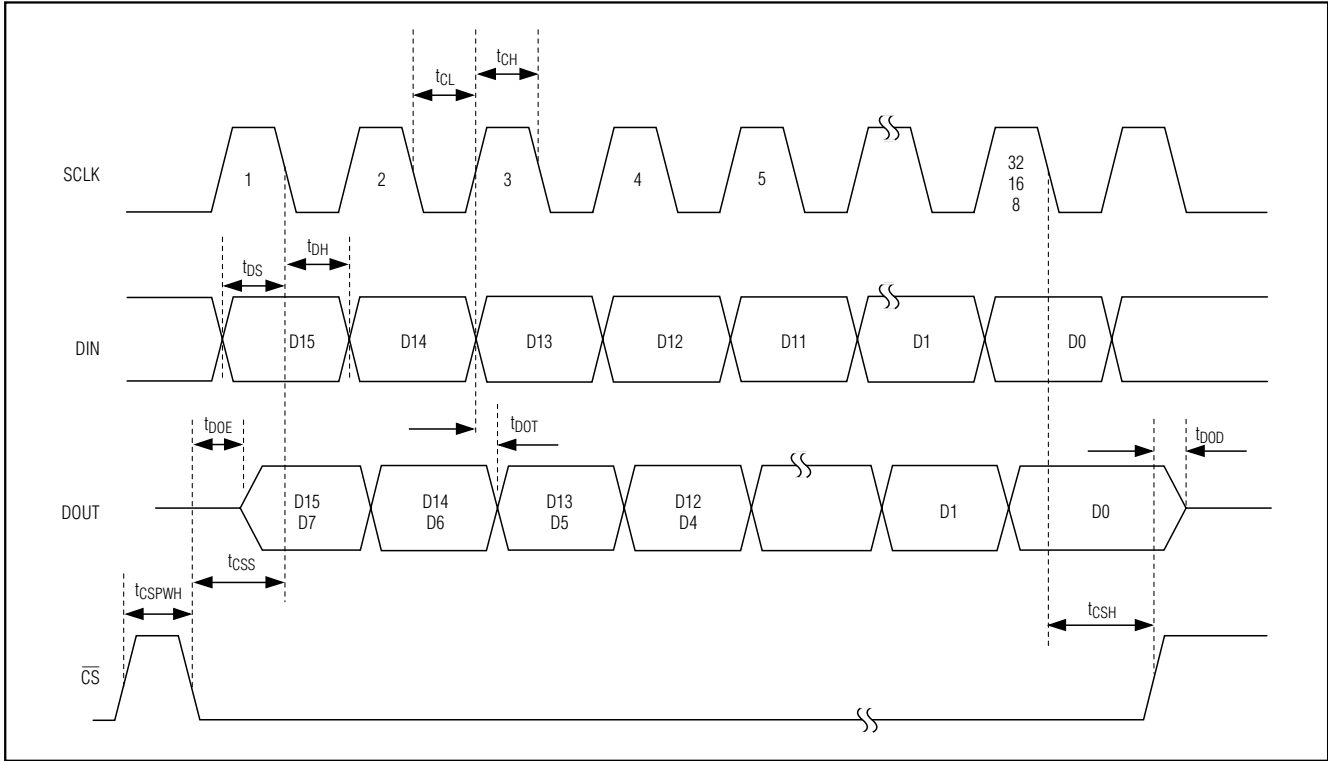 tCL
tCH
SCLK
1
2
3
4
5
32
16
8
tDS
tDH
DIN
D15
D14
D13
D12
D11
D1
D0
tDOE
tDOT
tDOD
DOUT
D15
D7
D14
D6
D13
D5
D12
D4
D1
D0
tCSS
tCSPWH
tCSH
CS